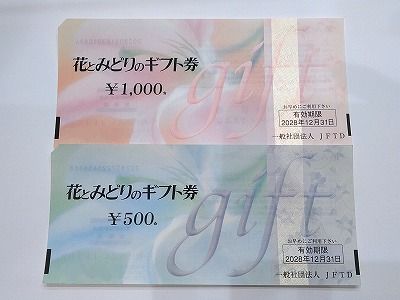 花とみどりのギフト券
￥1,000
gift
お早めにご利用下さい
有効期限
2028年12月31日
一般社団法人 JFTD
花とみどりのギフト券
￥500
gift
お早めにご利用下さい
有効期限
2028年12月31日
一般社団法人 JFTD